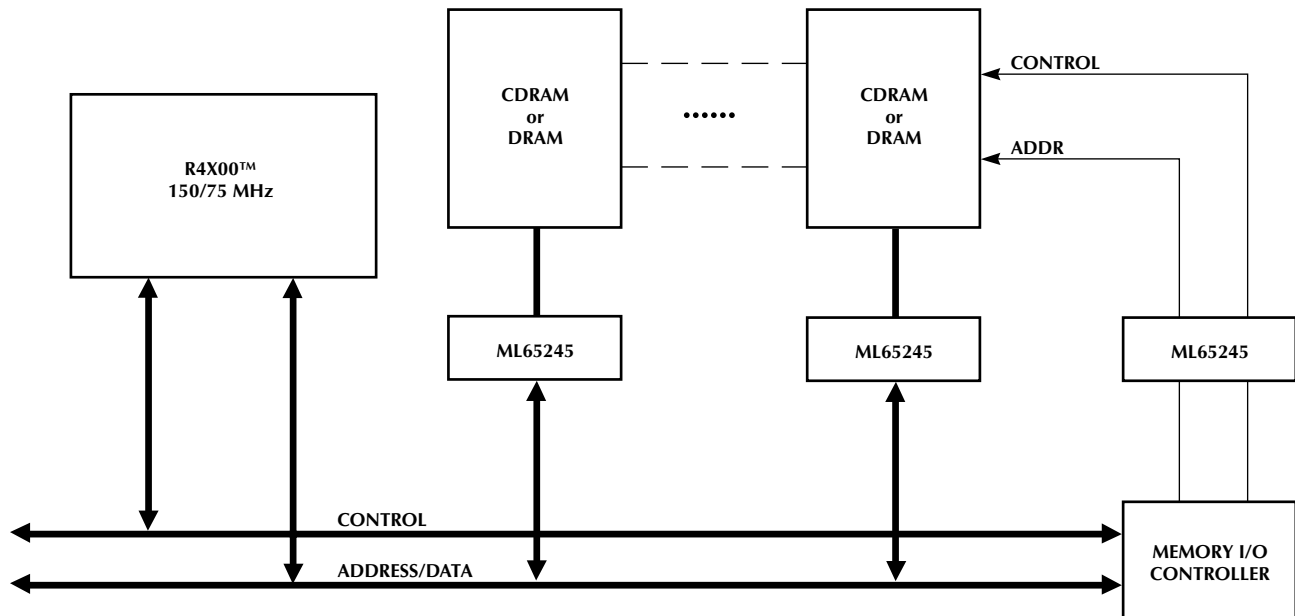 CDRAM
or
DRAM
......
CDRAM
or
DRAM
CONTROL
ADDR
R4X00™
150/75 MHz
ML65245
ML65245
ML65245
CONTROL
ADDRESS/DATA
MEMORY I/O
CONTROLLER